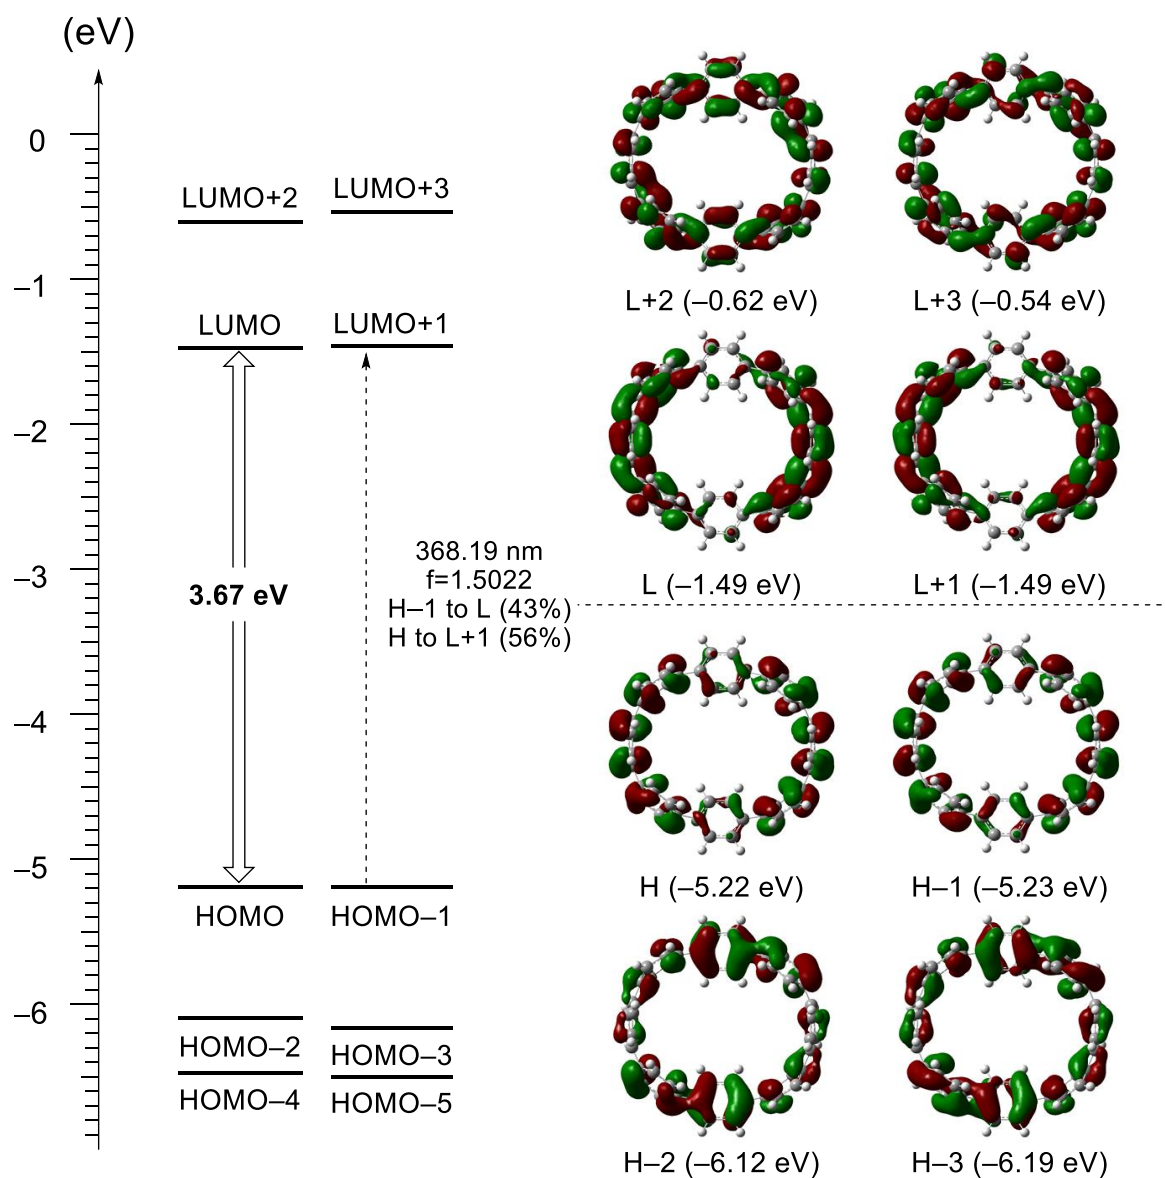 (eV)
0
–1
–2
–3
–4
–5
–6
LUMO+2
LUMO+3
LUMO
LUMO+1
3.67 eV
368.19 nm
f=1.5022
H–1 to L (43%)
H to L+1 (56%)
HOMO
HOMO–1
HOMO–2
HOMO–3
HOMO–4
HOMO–5
L+2 (–0.62 eV)
L+3 (–0.54 eV)
L (–1.49 eV)
L+1 (–1.49 eV)
H (–5.22 eV)
H–1 (–5.23 eV)
H–2 (–6.12 eV)
H–3 (–6.19 eV)